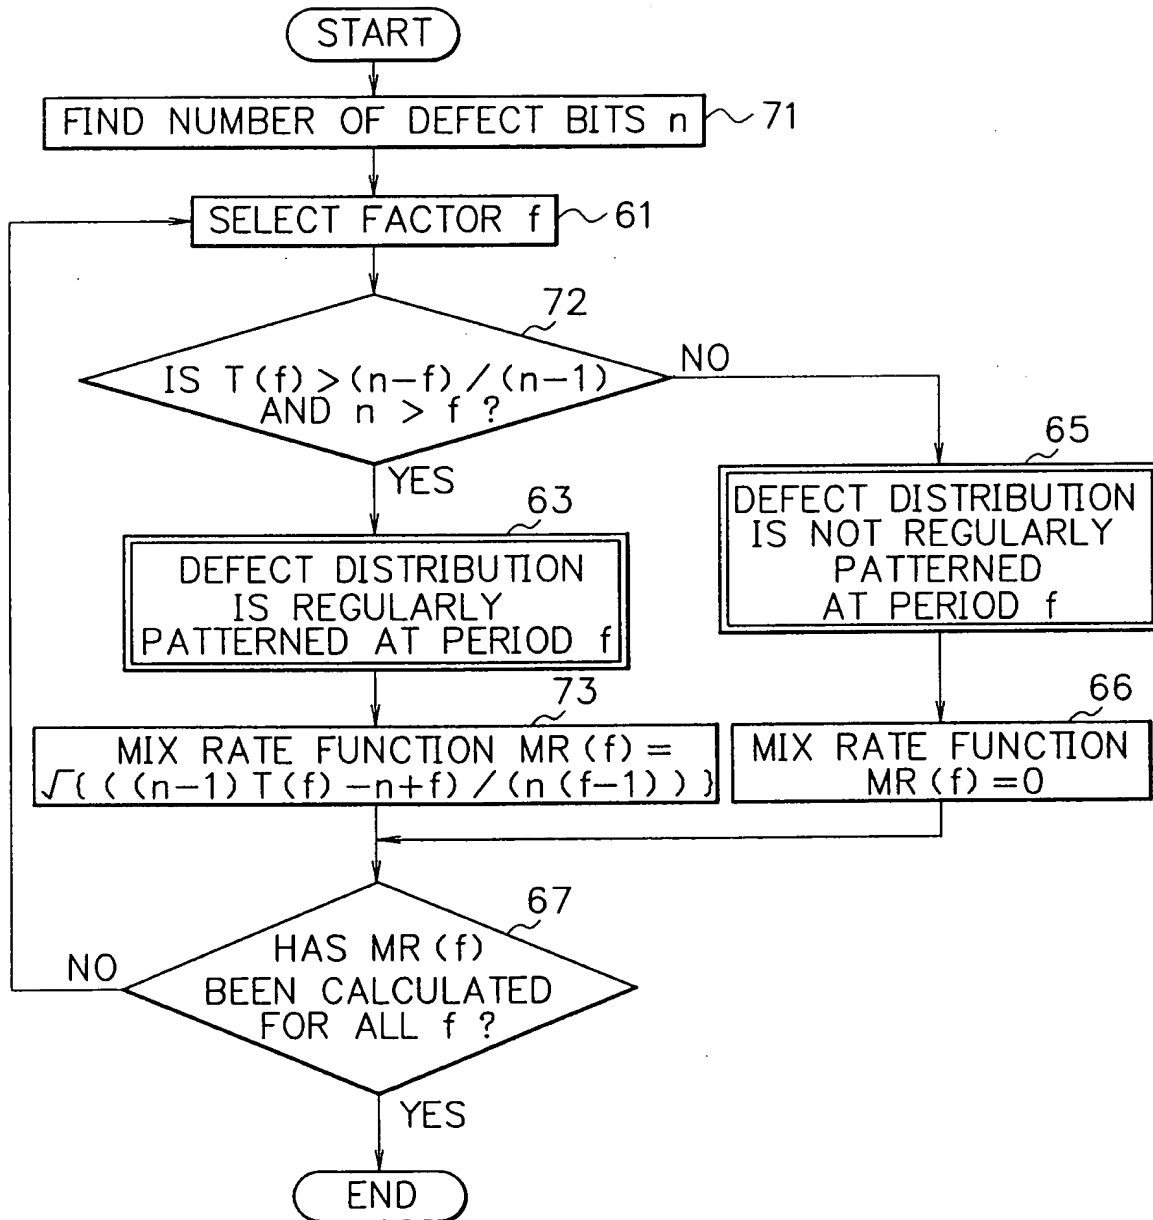 START
FIND NUMBER OF DEFECT BITS n
71
SELECT FACTOR f
61
72
IS T(f)>(n-f)/(n-1)
AND n > f ?
NO
YES
63
DEFECT DISTRIBUTION
IS REGULARLY
PATTERNED AT PERIOD f
65
DEFECT DISTRIBUTION
IS NOT REGULARLY
PATTERNED
AT PERIOD f
73
MIX RATE FUNCTION MR(f)=
√{((n-1)T(f)-n+f)/(n(f-1))}
66
MIX RATE FUNCTION
MR(f)=0
67
HAS MR(f)
BEEN CALCULATED
FOR ALL f ?
NO
YES
END